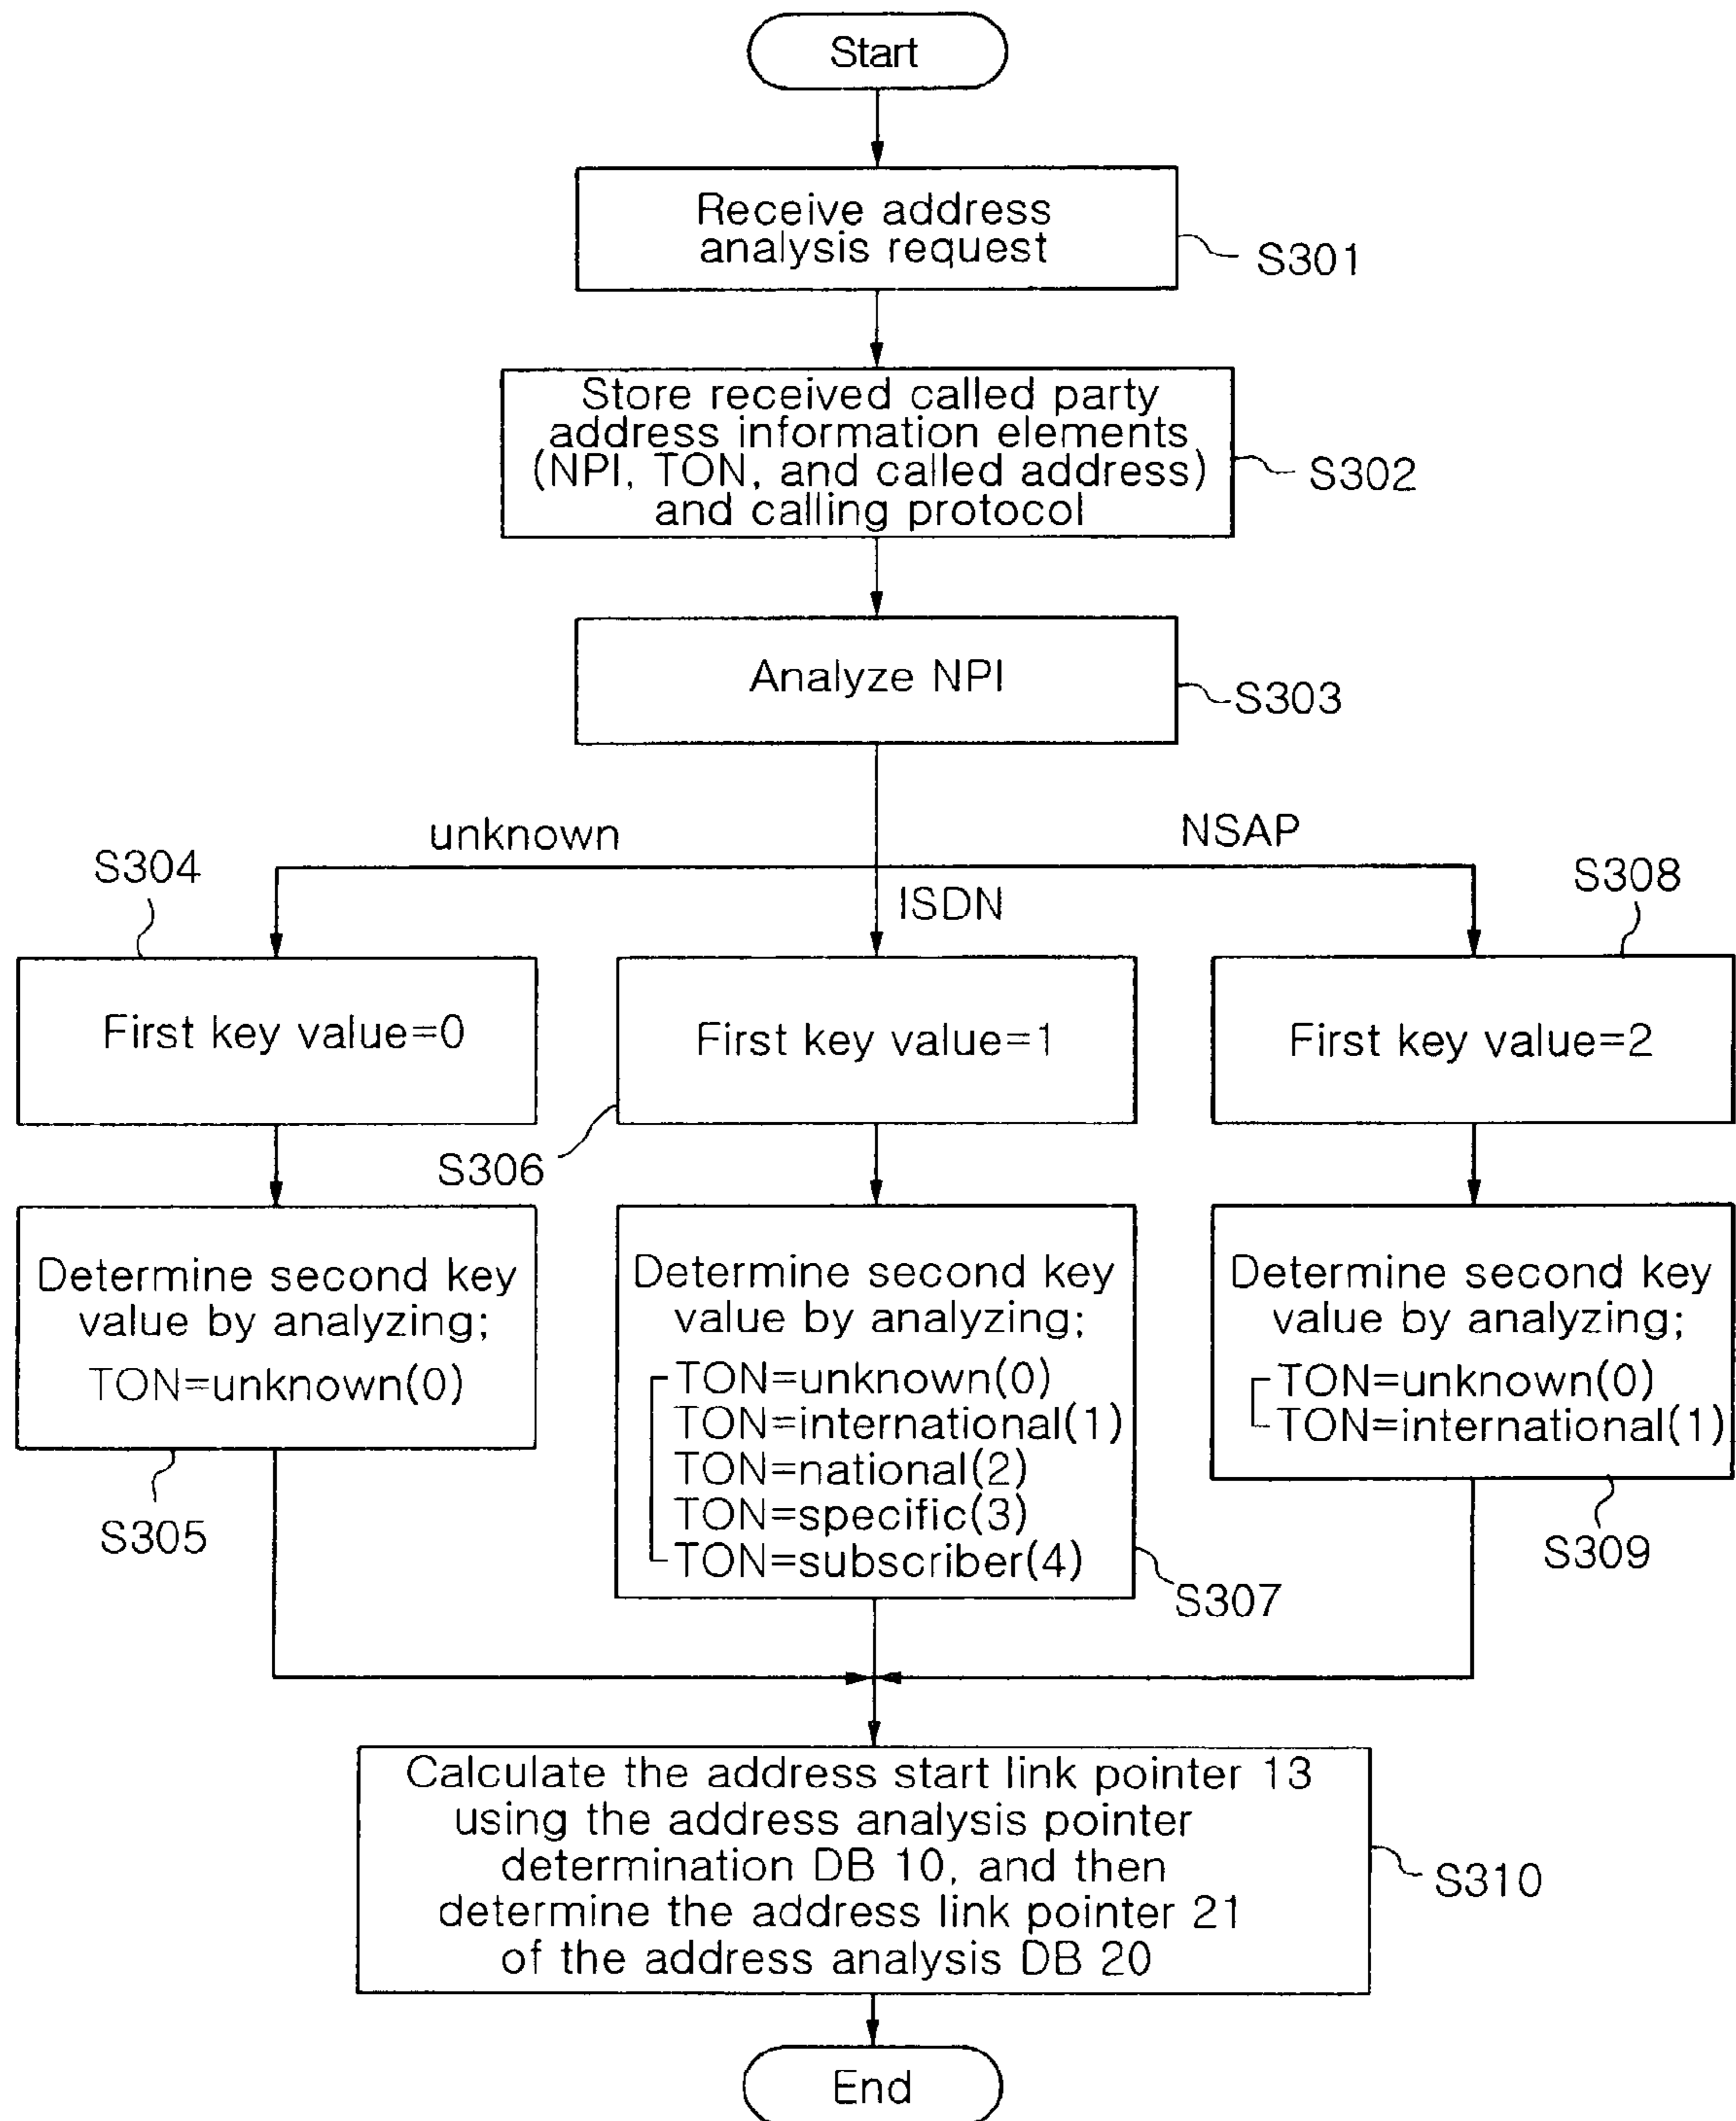 Start
Receive address
analysis request
S301
Store received called party
address information elements
(NPI, TON, and called address)
and calling protocol
S302
Analyze NPI
S303
unknown
NSAP
S304
ISDN
S308
First key value=0
First key value=1
First key value=2
S306
Determine second key
value by analyzing;
TON=unknown(0)
S305
Determine second key
value by analyzing;
TON=unknown(0)
TON=international(1)
TON=national(2)
TON=specific(3)
TON=subscriber(4)
S307
Determine second key
value by analyzing;
TON=unknown(0)
TON=international(1)
S309
Calculate the address start link pointer 13
using the address analysis pointer
determination DB 10, and then
determine the address link pointer 21
of the address analysis DB 20
S310
End